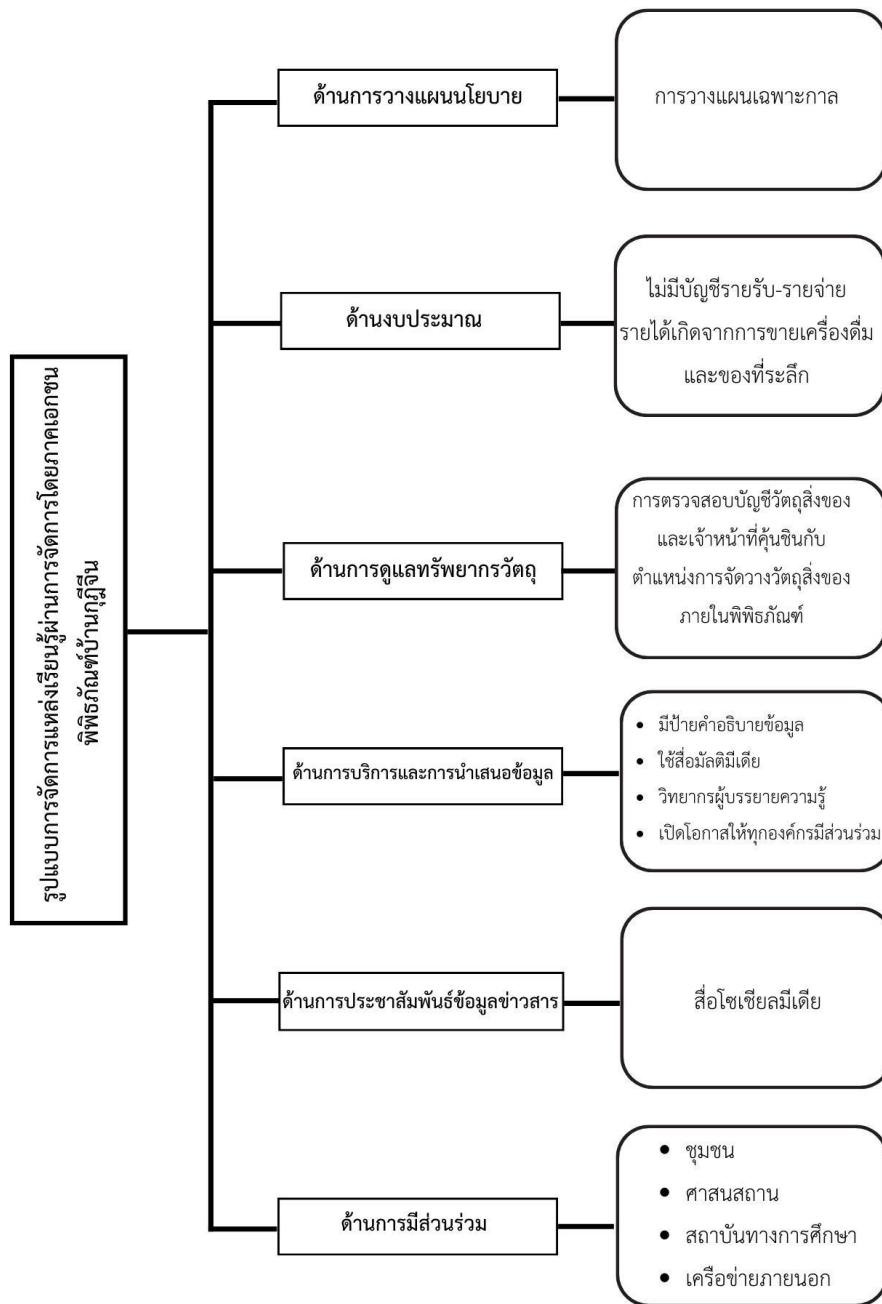 รูปแบบการจัดการแหล่งเรียนรู้ผ่านการจัดการโดยภาคเอกชน
พิพิธภัณฑ์บ้านกุฎีจีน
ด้านการวางแผนนโยบาย
การวางแผนเฉพาะกาล
ด้านงบประมาณ
ไม่มีบัญชีรายรับ-รายจ่าย
รายได้เกิดจากการขายเครื่องดื่ม
และของที่ระลึก
ด้านการดูแลทรัพยากรวัตถุ
การตรวจสอบบัญชีวัตถุสิ่งของ
และเจ้าหน้าที่คุ้นชินกับ
ตำแหน่งการจัดวางวัตถุสิ่งของ
ภายในพิพิธภัณฑ์
ด้านการบริการและการนำเสนอข้อมูล
• มีป้ายคำอธิบายข้อมูล
• ใช้สื่อมัลติมีเดีย
• วิทยากรผู้บรรยายความรู้
• เปิดโอกาสให้ทุกองค์กรมีส่วนร่วม
ด้านการประชาสัมพันธ์ข้อมูลข่าวสาร
สื่อโซเชียลมีเดีย
ด้านการมีส่วนร่วม
• ชุมชน
• ศาสนสถาน
• สถาบันทางการศึกษา
• เครือข่ายภายนอก